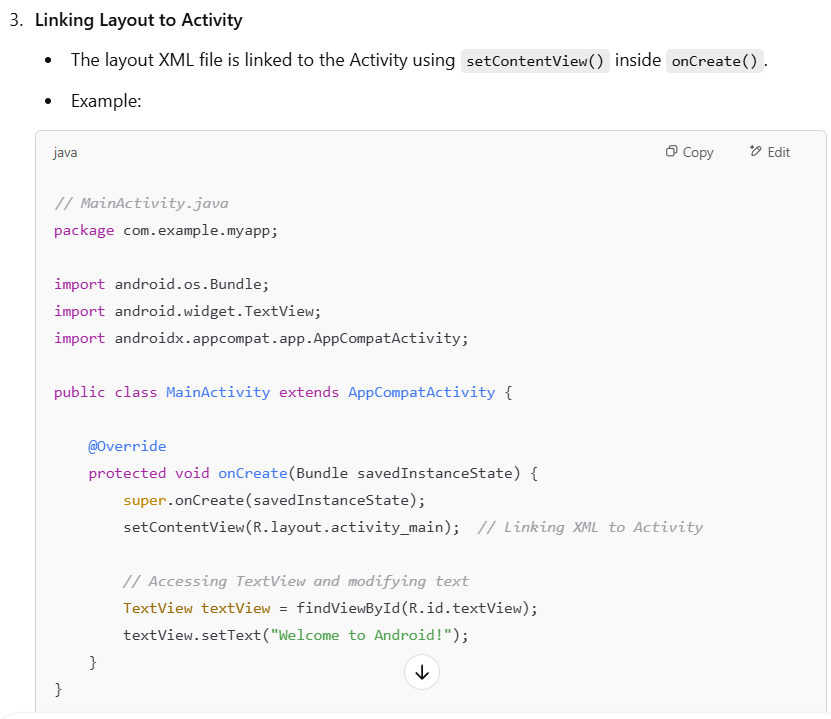 3. Linking Layout to Activity
• The layout XML file is linked to the Activity using setContentView() inside onCreate() .
• Example:
java Copy Edit
// MainActivity.java
package com.example.myapp;
import android.os.Bundle;
import android.widget.TextView;
import androidx.appcompat.app.AppCompatActivity;
public class MainActivity extends AppCompatActivity {
    @Override
    protected void onCreate(Bundle savedInstanceState) {
        super.onCreate(savedInstanceState);
        setContentView(R.layout.activity_main);  // Linking XML to Activity
        // Accessing TextView and modifying text
        TextView textView = findViewById(R.id.textView);
        textView.setText("Welcome to Android!");
    }
}